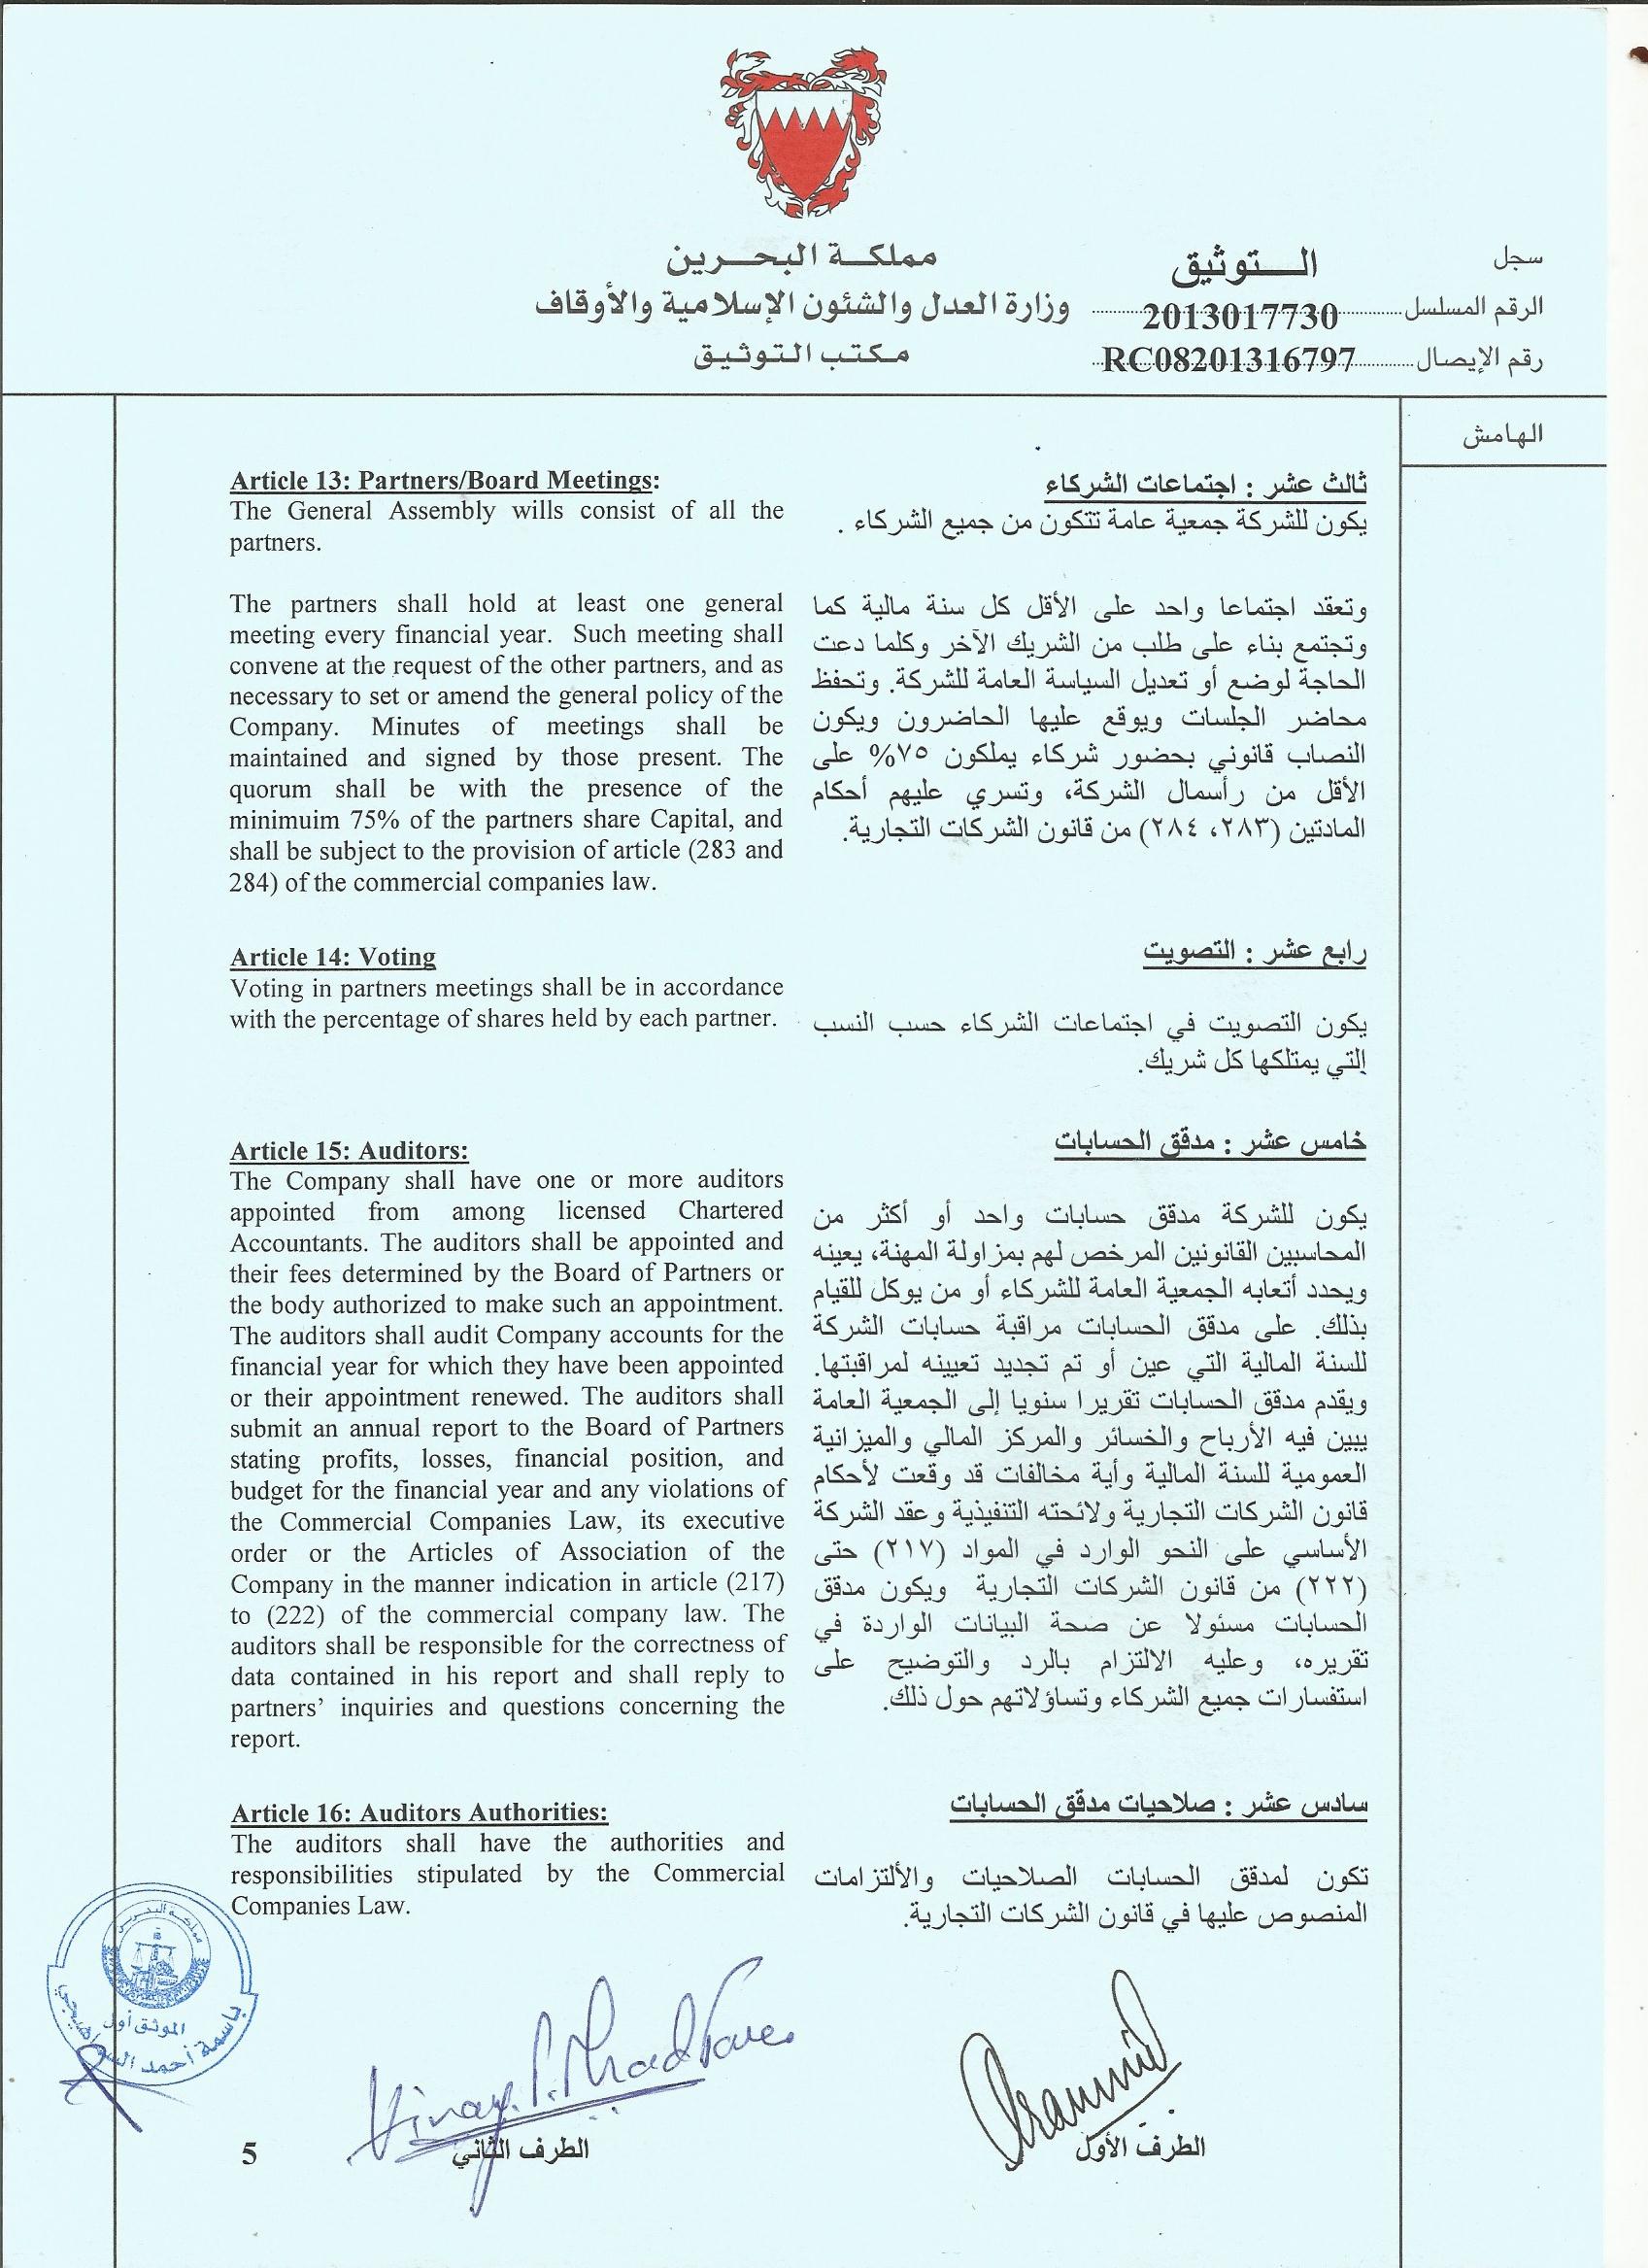 مملكة البحرين
وزارة العدل والشئون الإسلامية والأوقاف
مكتب التوثيق
سجل التوثيق
الرقم المسلسل 2013017730
رقم الإيصال RC08201316797
الهامش
Article 13: Partners/Board Meetings:
The General Assembly wills consist of all the
partners.
The partners shall hold at least one general
meeting every financial year. Such meeting shall
convene at the request of the other partners, and as
necessary to set or amend the general policy of the
Company. Minutes of meetings shall be
maintained and signed by those present. The
quorum shall be with the presence of the
minimuim 75% of the partners share Capital, and
shall be subject to the provision of article (283 and
284) of the commercial companies law.
Article 14: Voting
Voting in partners meetings shall be in accordance
with the percentage of shares held by each partner.
Article 15: Auditors:
The Company shall have one or more auditors
appointed from among licensed Chartered
Accountants. The auditors shall be appointed and
their fees determined by the Board of Partners or
the body authorized to make such an appointment.
The auditors shall audit Company accounts for the
financial year for which they have been appointed
or their appointment renewed. The auditors shall
submit an annual report to the Board of Partners
stating profits, losses, financial position, and
budget for the financial year and any violations of
the Commercial Companies Law, its executive
order or the Articles of Association of the
Company in the manner indication in article (217)
to (222) of the commercial company law. The
auditors shall be responsible for the correctness of
data contained in his report and shall reply to
partners’ inquiries and questions concerning the
report.
Article 16: Auditors Authorities:
The auditors shall have the authorities and
responsibilities stipulated by the Commercial
Companies Law.
ثالث عشر : اجتماعات الشركاء
يكون للشركة جمعية عامة تتكون من جميع الشركاء .
وتعقد اجتماعا واحد على الأقل كل سنة مالية كما
وتجتمع بناء على طلب من الشريك الآخر وكلما دعت
الحاجة لوضع أو تعديل السياسة العامة للشركة. وتحفظ
محاضر الجلسات ويوقع عليها الحاضرون ويكون
النصاب قانوني بحضور شركاء يملكون ٧٥% على
الأقل من رأسمال الشركة، وتسري عليهم أحكام
المادتين (٢٨٣، ٢٨٤) من قانون الشركات التجارية.
رابع عشر : التصويت
يكون التصويت في اجتماعات الشركاء حسب النسب
التي يمتلكها كل شريك.
خامس عشر : مدقق الحسابات
يكون للشركة مدقق حسابات واحد أو أكثر من
المحاسبين القانونين المرخص لهم بمزاولة المهنة، يعينه
ويحدد أتعابه الجمعية العامة للشركاء أو من يوكل للقيام
بذلك. على مدقق الحسابات مراقبة حسابات الشركة
للسنة المالية التي عين أو تم تجديد تعيينه لمراقبتها.
ويقدم مدقق الحسابات تقريرا سنويا إلى الجمعية العامة
يبين فيه الأرباح والخسائر والمركز المالي والميزانية
العمومية للسنة المالية وأية مخالفات قد وقعت لأحكام
قانون الشركات التجارية ولائحته التنفيذية وعقد الشركة
الأساسي على النحو الوارد في المواد (٢١٧) حتى
(٢٢٢) من قانون الشركات التجارية ويكون مدقق
الحسابات مسئولا عن صحة البيانات الواردة في
تقريره، وعليه الالتزام بالرد والتوضيح على
استفسارات جميع الشركاء وتساؤلاتهم حول ذلك.
سادس عشر : صلاحيات مدقق الحسابات
تكون لمدقق الحسابات الصلاحيات والألتزامات
المنصوص عليها في قانون الشركات التجارية.
مملكة البحرين
الموثق أول
باسمة أحمد
الطرف الأول
الطرف الثاني
5